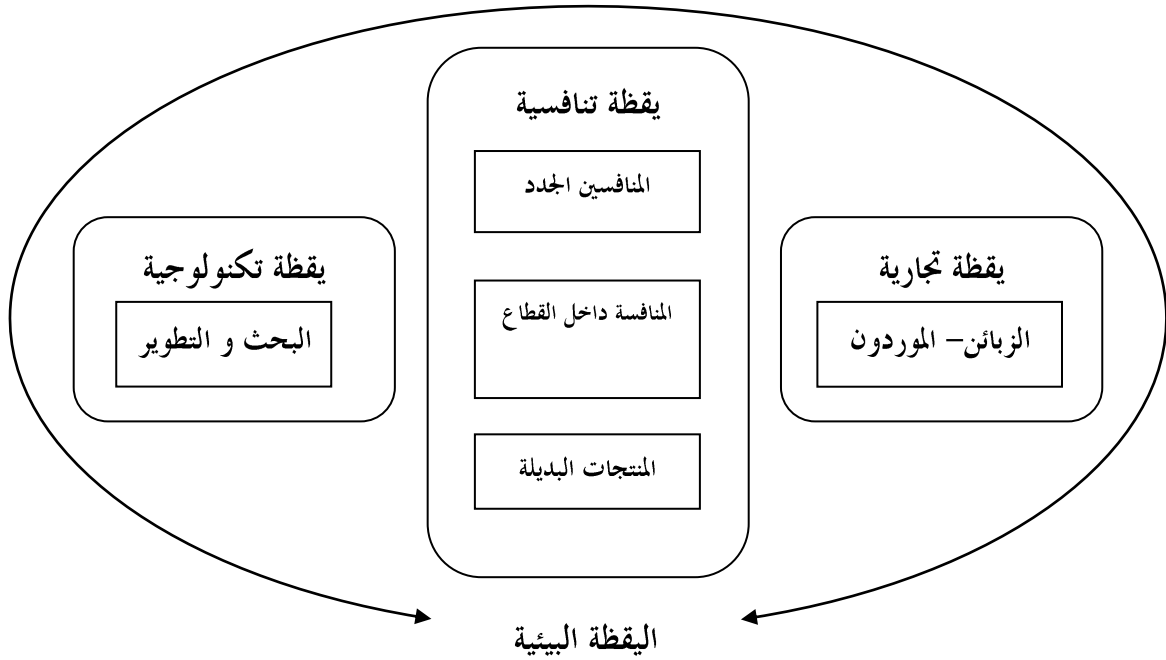 يقظة تنافسية
المنافسين الجدد
المنافسة داخل القطاع
المنتجات البديلة
يقظة تجارية
الزبائن– الموردون
يقظة تكنولوجية
البحث و التطوير
اليقظة البيئية